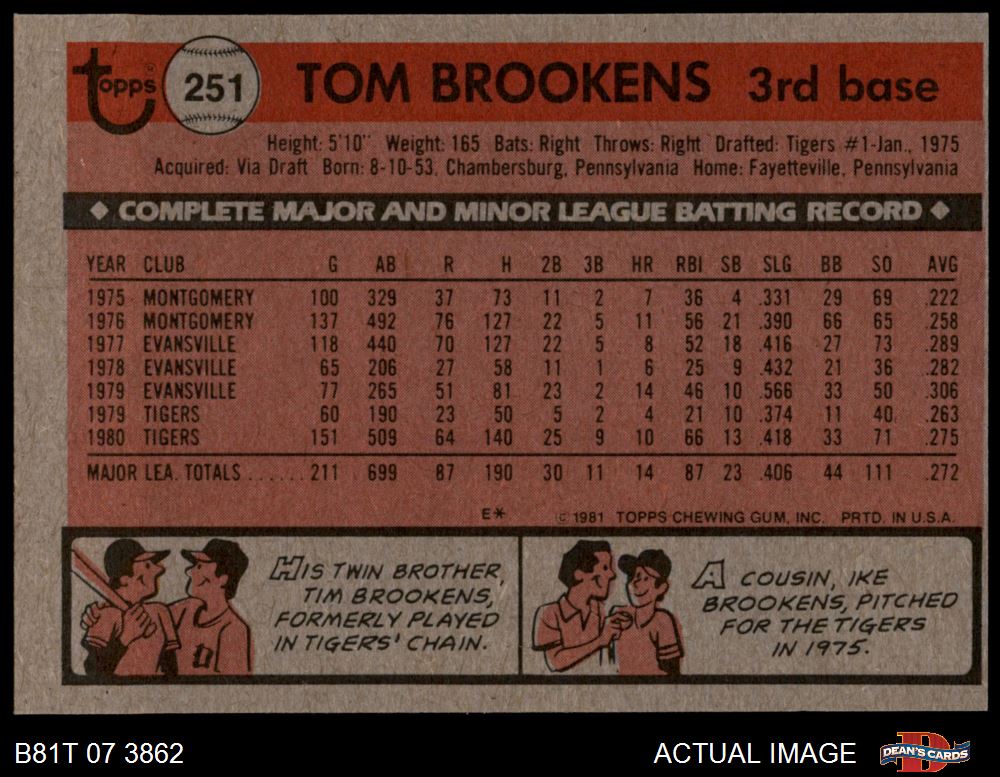 topps © 251 TOM BROOKENS 3rd base
Height: 5'10" Weight: 165 Bats: Right Throws: Right Drafted: Tigers #1-Jan., 1975
Acquired: Via Draft Born: 8-10-53, Chambersburg, Pennsylvania Home: Fayetteville, Pennsylvania
◆ COMPLETE MAJOR AND MINOR LEAGUE BATTING RECORD ◆
YEAR CLUB G AB R H 2B 3B HR RBI SB SLG BB SO AVG
1975 MONTGOMERY 100 329 37 73 11 2 7 36 4 .331 29 69 .222
1976 MONTGOMERY 137 492 76 127 22 5 11 56 21 .390 66 65 .258
1977 EVANSVILLE 118 440 70 127 22 5 8 52 18 .416 27 73 .289
1978 EVANSVILLE 65 206 27 58 11 1 6 25 9 .432 21 36 .282
1979 EVANSVILLE 77 265 51 81 23 2 14 46 10 .566 33 50 .306
1979 TIGERS 60 190 23 50 5 2 4 21 10 .374 11 40 .263
1980 TIGERS 151 509 64 140 25 9 10 66 13 .418 33 71 .275
MAJOR LEA. TOTALS ...... 211 699 87 190 30 11 14 87 23 .406 44 111 .272
E* © 1981 TOPPS CHEWING GUM, INC. PRTD. IN U.S.A.
HIS TWIN BROTHER,
TIM BROOKENS,
FORMERLY PLAYED
IN TIGERS' CHAIN.
A COUSIN, IKE
BROOKENS, PITCHED
FOR THE TIGERS
IN 1975.
B81T 07 3862 ACTUAL IMAGE DEAN'S CARDS